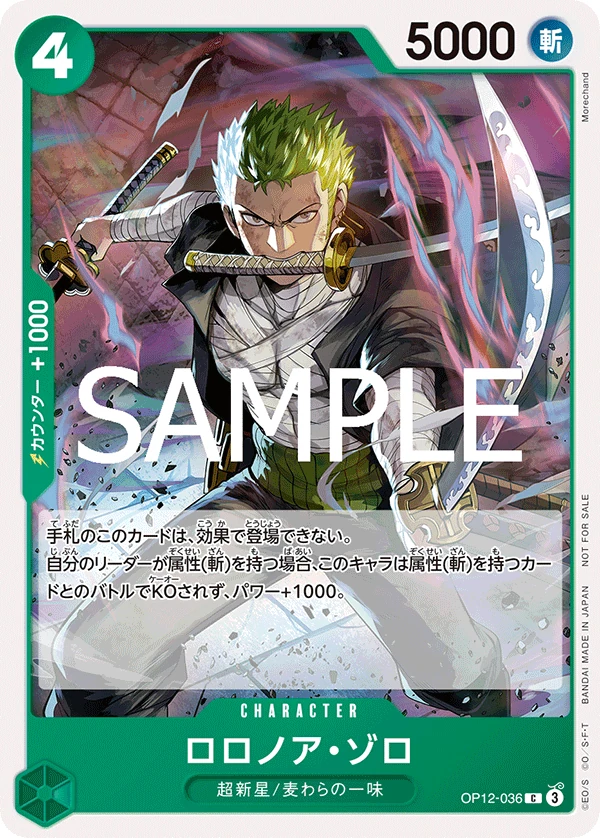 4
5000
斬
Morechand
カウンター +1000
SAMPLE
手札のこのカードは、効果で登場できない。
自分のリーダーが属性(斬)を持つ場合、このキャラは属性(斬)を持つカー
ドとのバトルでKOされず、パワー+1000。
CHARACTER
ロロノア・ゾロ
超新星/麦わらの一味
OP12-036 C 3
©E/O/S ©O/S・F・T BANDAI MADE IN JAPAN NOT FOR SALE